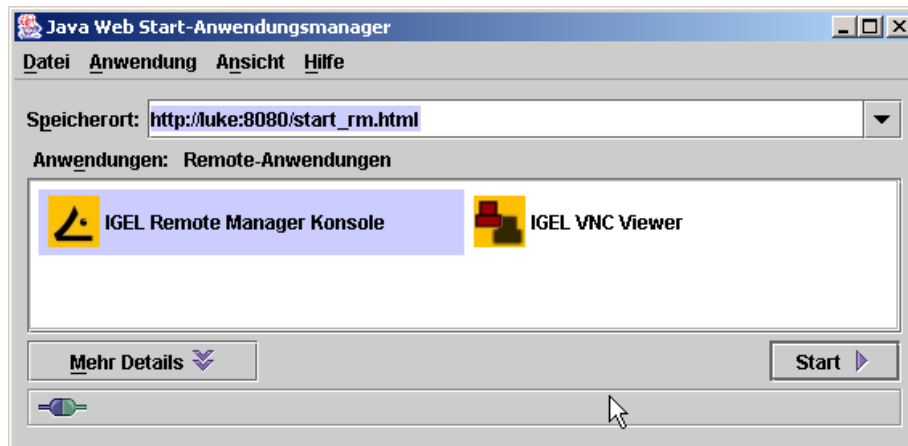 Java Web Start-Anwendungsmanager
Datei Anwendung Ansicht Hilfe
Speicherort: http://luke:8080/start_rm.html
Anwendungen: Remote-Anwendungen
IGEL Remote Manager Konsole IGEL VNC Viewer
Mehr Details Start